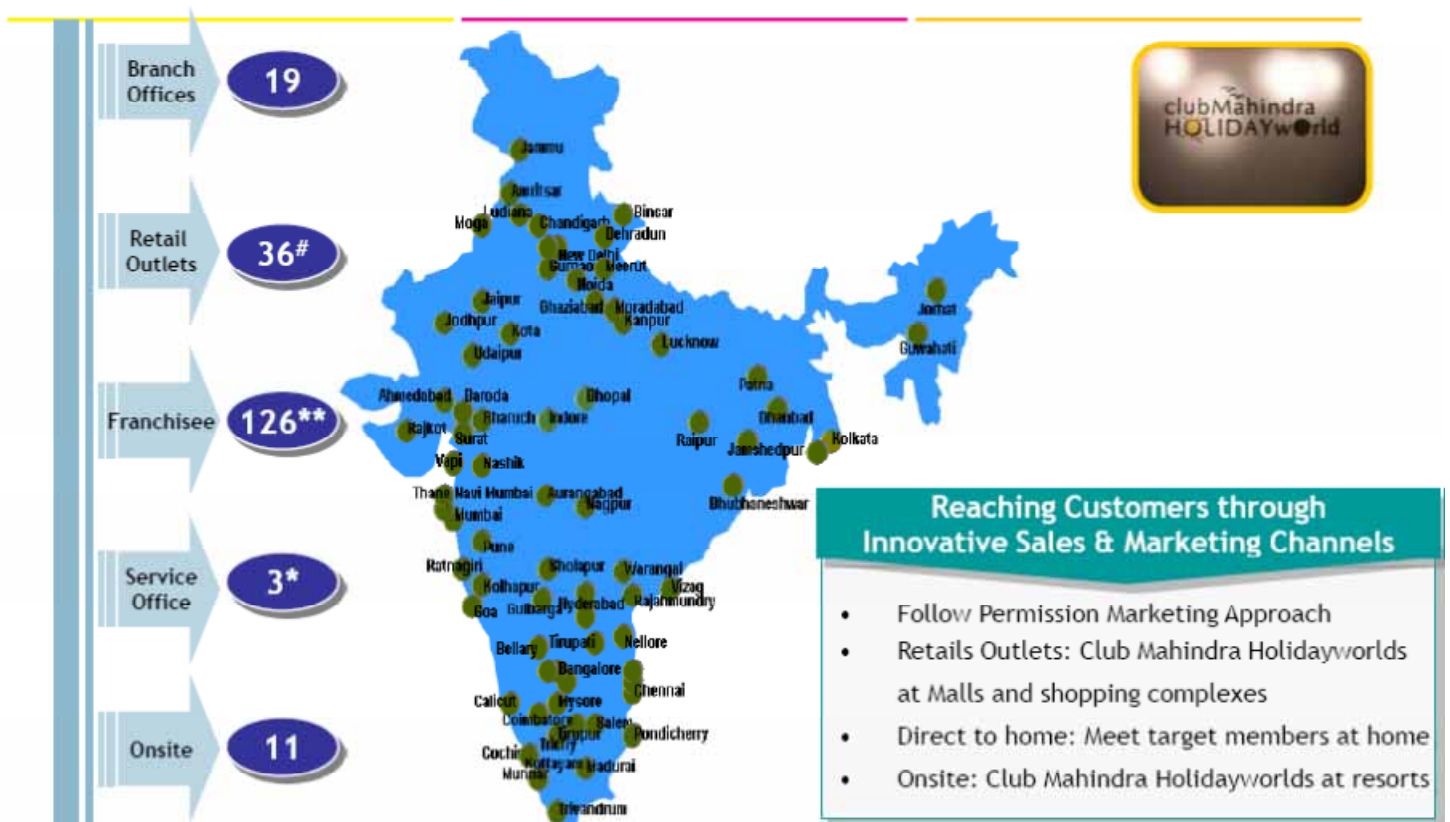 Branch
Offices
19
Retail
Outlets
36#
Franchisee
126**
Service
Office
3*
Onsite
11
clubMahindra
HOLIDAYworld
Jammu
Amritsar
Ludiana
Moga
Chandigarh
Binsar
Dehradun
New Delhi
Gurgao
Meerut
Noida
Ghaziabad
Moradabad
Kanpur
Jaipur
Jodhpur
Kota
Lucknow
Udaipur
Jorhat
Guwahati
Patna
Ahmedabad
Baroda
Bhopal
Dhanbad
Rajkot
Bharuch
Indore
Surat
Raipur
Jamshedpur
Kolkata
Vapi
Nashik
Thane
Navi Mumbai
Aurangabad
Nagpur
Bhubhaneshwar
Mumbai
Pune
Ratnagiri
Sholapur
Warangal
Kolhapur
Vizag
Goa
Gulbarga
Hyderabad
Rajahmundry
Bellary
Tirupati
Nellore
Bangalore
Chennai
Calicut
Mysore
Coimbatore
Salem
Tirupur
Pondicherry
Trichy
Cochin
Kottayam
Munnar
Madurai
Trivandrum
Reaching Customers through
Innovative Sales & Marketing Channels
• Follow Permission Marketing Approach
• Retails Outlets: Club Mahindra Holidayworlds
at Malls and shopping complexes
• Direct to home: Meet target members at home
• Onsite: Club Mahindra Holidayworlds at resorts